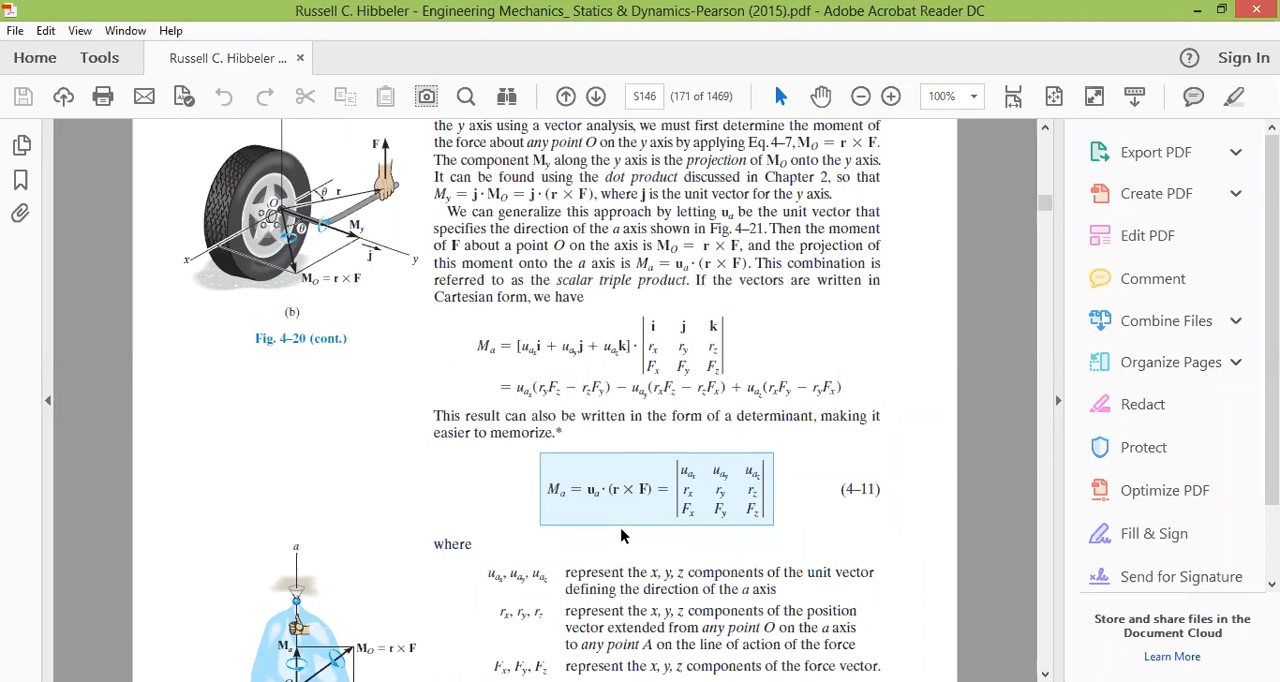 Russell C. Hibbeler - Engineering Mechanics_ Statics & Dynamics-Pearson (2015).pdf - Adobe Acrobat Reader DC
File Edit View Window Help
Home Tools Russell C. Hibbeler ... × Sign In
S146 (171 of 1469) 100%
the y axis using a vector analysis, we must first determine the moment of
the force about any point O on the y axis by applying Eq. 4–7, M_O = r × F.
The component M_y along the y axis is the projection of M_O onto the y axis.
It can be found using the dot product discussed in Chapter 2, so that
M_y = j · M_O = j · (r × F), where j is the unit vector for the y axis.
We can generalize this approach by letting u_a be the unit vector that
specifies the direction of the a axis shown in Fig. 4–21. Then the moment
of F about a point O on the axis is M_O = r × F, and the projection of
this moment onto the a axis is M_a = u_a · (r × F). This combination is
referred to as the scalar triple product. If the vectors are written in
Cartesian form, we have
M_a = [u_ax i + u_ay j + u_az k] · | i j k |
| r_x r_y r_z |
| F_x F_y F_z |
= u_ax(r_yF_z − r_zF_y) − u_ay(r_xF_z − r_zF_x) + u_az(r_xF_y − r_yF_x)
This result can also be written in the form of a determinant, making it
easier to memorize.*
M_a = u_a · (r × F) = | u_ax u_ay u_az |
| r_x r_y r_z |
| F_x F_y F_z |
(4–11)
where
u_ax, u_ay, u_az represent the x, y, z components of the unit vector
defining the direction of the a axis
r_x, r_y, r_z represent the x, y, z components of the position
vector extended from any point O on the a axis
to any point A on the line of action of the force
F_x, F_y, F_z represent the x, y, z components of the force vector.
F
θ r
O
θ
M_y
j
x
y
M_O = r × F
(b)
Fig. 4–20 (cont.)
a
M_a
M_O = r × F
Export PDF
Create PDF
Edit PDF
Comment
Combine Files
Organize Pages
Redact
Protect
Optimize PDF
Fill & Sign
Send for Signature
Store and share files in the
Document Cloud
Learn More